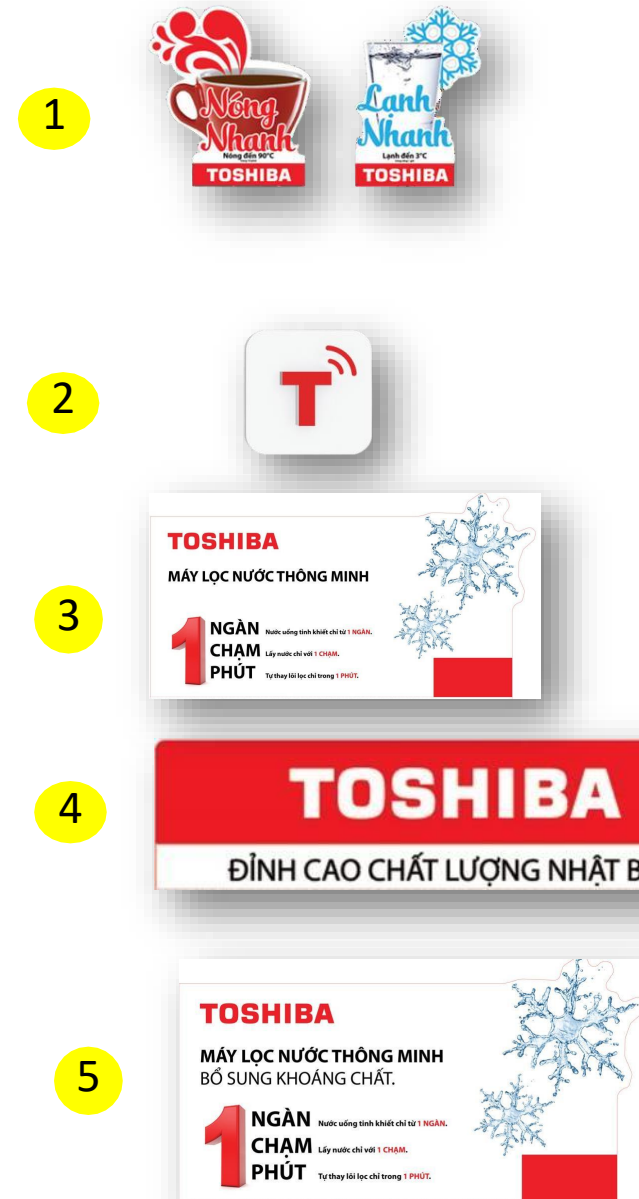 1
Nóng
Nhanh
Nóng đến 90°C
TOSHIBA
Lạnh
Nhanh
Lạnh đến 3°C
TOSHIBA
2
T
3
TOSHIBA
MÁY LỌC NƯỚC THÔNG MINH
1
NGÀN Nước uống tinh khiết chỉ từ 1 NGÀN.
CHẠM Lấy nước chỉ với 1 CHẠM.
PHÚT Tự thay lõi lọc chỉ trong 1 PHÚT.
4
TOSHIBA
ĐỈNH CAO CHẤT LƯỢNG NHẬT B
5
TOSHIBA
MÁY LỌC NƯỚC THÔNG MINH
BỔ SUNG KHOÁNG CHẤT.
1
NGÀN Nước uống tinh khiết chỉ từ 1 NGÀN.
CHẠM Lấy nước chỉ với 1 CHẠM.
PHÚT Tự thay lõi lọc chỉ trong 1 PHÚT.